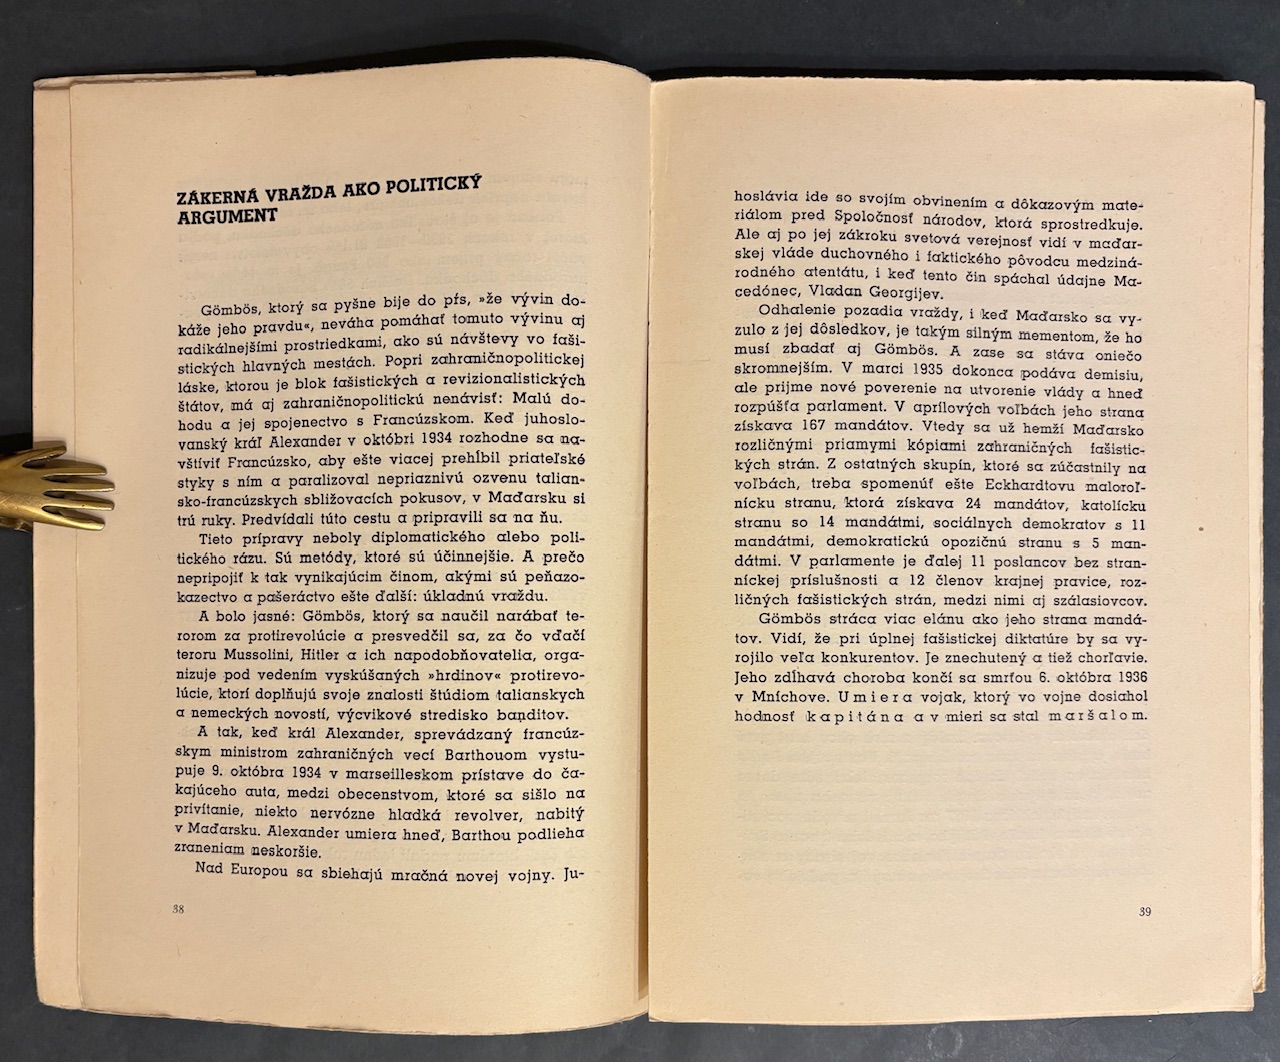 ZÁKERNÁ VRAŽDA AKO POLITICKÝ
ARGUMENT
Gömbös, ktorý sa pyšne bije do pŕs, »že vývin do-
káže jeho pravdu«, neváha pomáhať tomuto vývinu aj
radikálnejšími prostriedkami, ako sú návštevy vo faši-
stických hlavných mestách. Popri zahraničnopolitickej
láske, ktorou je blok fašistických a revizionalistických
štátov, má aj zahraničnopolitickú nenávisť: Malú do-
hodu a jej spojenectvo s Francúzskom. Keď juhoslo-
vanský kráľ Alexander v októbri 1934 rozhodne sa na-
vštíviť Francúzsko, aby ešte viacej prehĺbil priateľské
styky s ním a paralizoval nepriaznivú ozvenu talian-
sko-francúzskych sbližovacích pokusov, v Maďarsku si
trú ruky. Predvídali túto cestu a pripravili sa na ňu.
Tieto prípravy neboly diplomatického alebo poli-
tického rázu. Sú metódy, ktoré sú účinnejšie. A prečo
nepripojiť k tak vynikajúcim činom, akými sú peňazo-
kazectvo a pašeráctvo ešte ďalší: úkladnú vraždu.
A bolo jasné: Gömbös, ktorý sa naučil narábať te-
rorom za protirevolúcie a presvedčil sa, za čo vďačí
teroru Mussolini, Hitler a ich napodobňovatelia, orga-
nizuje pod vedením vyskúšaných »hrdinov« protirevo-
lúcie, ktorí doplňujú svoje znalosti štúdiom talianskych
a nemeckých novostí, výcvikové stredisko banditov.
A tak, keď kráľ Alexander, sprevádzaný francúz-
skym ministrom zahraničných vecí Barthouom vystu-
puje 9. októbra 1934 v marseilleskom prístave do ča-
kajúceho auta, medzi obecenstvom, ktoré sa sišlo na
privítanie, niekto nervózne hladká revolver, nabitý
v Maďarsku. Alexander umiera hneď, Barthou podlieha
zraneniam neskoršie.
Nad Europou sa sbiehajú mračná novej vojny. Ju-
38
hoslávia ide so svojím obvinením a dôkazovým mate-
riálom pred Spoločnosť národov, ktorá sprostredkuje.
Ale aj po jej zákroku svetová verejnosť vidí v maďar-
skej vláde duchovného i faktického pôvodcu medziná-
rodného atentátu, i keď tento čin spáchal údajne Ma-
cedónec, Vladan Georgijev.
Odhalenie pozadia vraždy, i keď Maďarsko sa vy-
zulo z jej dôsledkov, je takým silným mementom, že ho
musí zbadať aj Gömbös. A zase sa stáva oniečo
skromnejším. V marci 1935 dokonca podáva demisiu,
ale prijme nové poverenie na utvorenie vlády a hneď
rozpúšťa parlament. V aprílových voľbách jeho strana
získava 167 mandátov. Vtedy sa už hemží Maďarsko
rozličnými priamymi kópiami zahraničných fašistic-
kých strán. Z ostatných skupín, ktoré sa zúčastnily na
voľbách, treba spomenúť ešte Eckhardtovu maloroľ-
nícku stranu, ktorá získava 24 mandátov, katolícku
stranu so 14 mandátmi, sociálnych demokratov s 11
mandátmi, demokratickú opozičnú stranu s 5 man-
dátmi. V parlamente je ďalej 11 poslancov bez stran-
níckej príslušnosti a 12 členov krajnej pravice, roz-
ličných fašistických strán, medzi nimi aj szálasiovcov.
Gömbös stráca viac elánu ako jeho strana mandá-
tov. Vidí, že pri úplnej fašistickej diktatúre by sa vy-
rojilo veľa konkurentov. Je znechutený a tiež chorľavie.
Jeho zdĺhavá choroba končí sa smrťou 6. októbra 1936
v Mníchove. Umiera vojak, ktorý vo vojne dosiahol
hodnosť kapitána a v mieri sa stal maršalom.
39